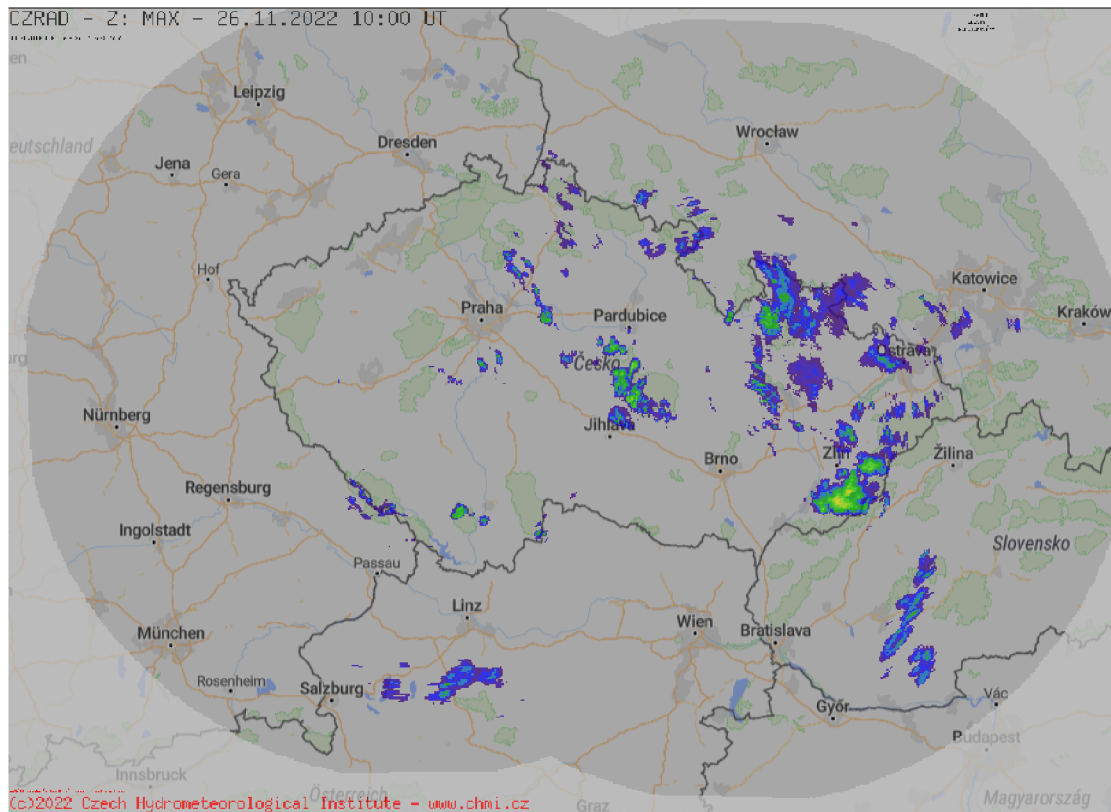 CZRAD - Z: MAX - 26.11.2022 10:00 UT
Leipzig
Wrocław
Dresden
eutschland
Jena
Gera
Hof
Katowice
Praha
Pardubice
Kraków
Ostrava
Česko
Nürnberg
Jihlava
Brno
Zlín
Žilina
Regensburg
Ingolstadt
Slovensko
Passau
Linz
Wien
München
Bratislava
Rosenheim
Salzburg
Vác
Győr
Budapest
Innsbruck
Österreich
Graz
Magyarország
(c)2022 Czech Hydrometeorological Institute - www.chmi.cz